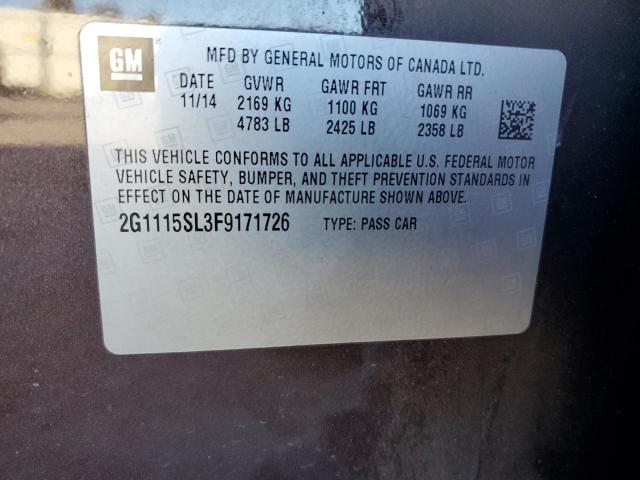 GM
MFD BY GENERAL MOTORS OF CANADA LTD.
DATE GVWR GAWR FRT GAWR RR
11/14 2169 KG 1100 KG 1069 KG
4783 LB 2425 LB 2358 LB
THIS VEHICLE CONFORMS TO ALL APPLICABLE U.S. FEDERAL MOTOR
VEHICLE SAFETY, BUMPER, AND THEFT PREVENTION STANDARDS IN
EFFECT ON THE DATE OF MANUFACTURE SHOWN ABOVE.
2G1115SL3F9171726 TYPE: PASS CAR